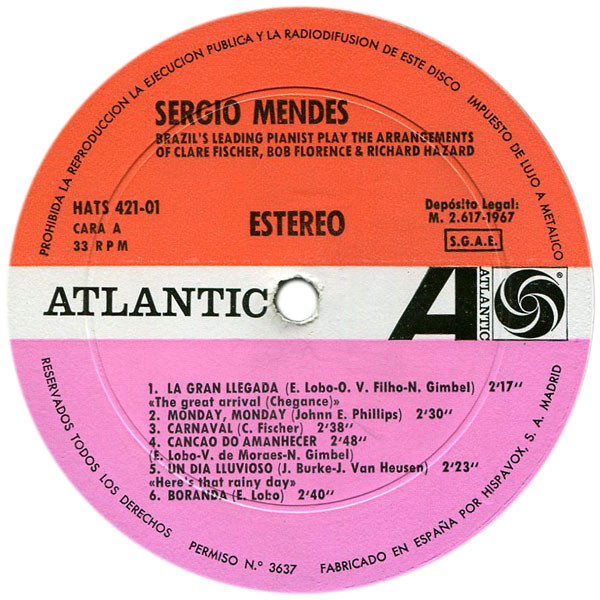 PROHIBIDA LA REPRODUCCION LA EJECUCION PUBLICA Y LA RADIODIFUSION DE ESTE DISCO
IMPUESTO DE LUJO A METALICO
SERGIO MENDES
BRAZIL'S LEADING PIANIST PLAY THE ARRANGEMENTS
OF CLARE FISCHER, BOB FLORENCE & RICHARD HAZARD
HATS 421-01
CARA A
33 RPM
ESTEREO
Depósito Legal:
M. 2.617-1967
S.G.A.E.
ATLANTIC
A
ATLANTIC
®
1. LA GRAN LLEGADA (E. Lobo-O. V. Filho-N. Gimbel) 2'17''
«The great arrival (Chegance)»
2. MONDAY, MONDAY (Johnn E. Phillips) 2'30''
3. CARNAVAL (C. Fischer) 2'38''
4. CANCAO DO AMANHECER 2'48''
(E. Lobo-V. de Moraes-N. Gimbel)
5. UN DIA LLUVIOSO (J. Burke-J. Van Heusen) 2'23''
«Here's that rainy day»
6. BORANDA (E. Lobo) 2'40''
RESERVADOS TODOS LOS DERECHOS
PERMISO N.º 3637
FABRICADO EN ESPAÑA POR HISPAVOX, S. A. MADRID